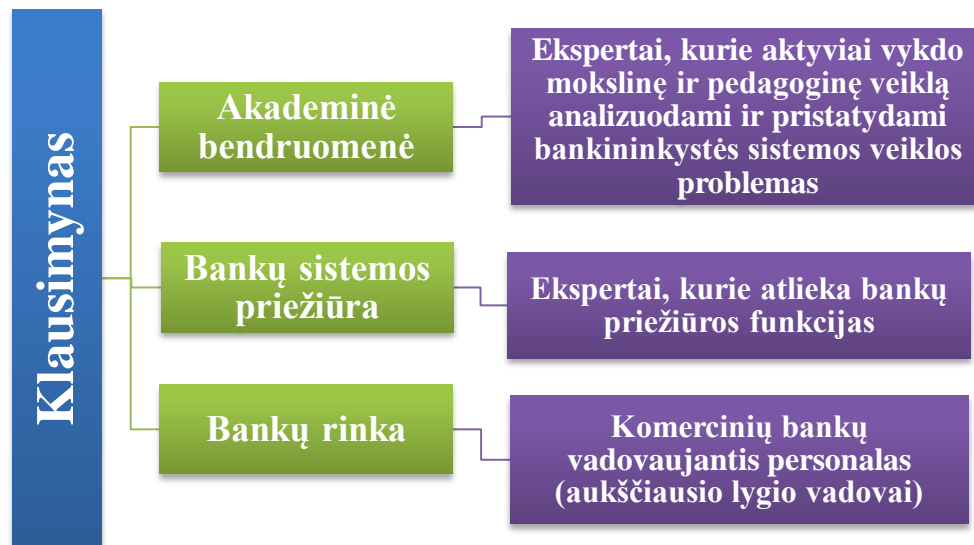 Klausimynas
Akademinė
bendruomenė
Ekspertai, kurie aktyviai vykdo
mokslinę ir pedagoginę veiklą
analizuodami ir pristatydami
bankininkystės sistemos veiklos
problemas
Bankų sistemos
priežiūra
Ekspertai, kurie atlieka bankų
priežiūros funkcijas
Bankų rinka
Komercinių bankų
vadovaujantis personalas
(aukščiausio lygio vadovai)